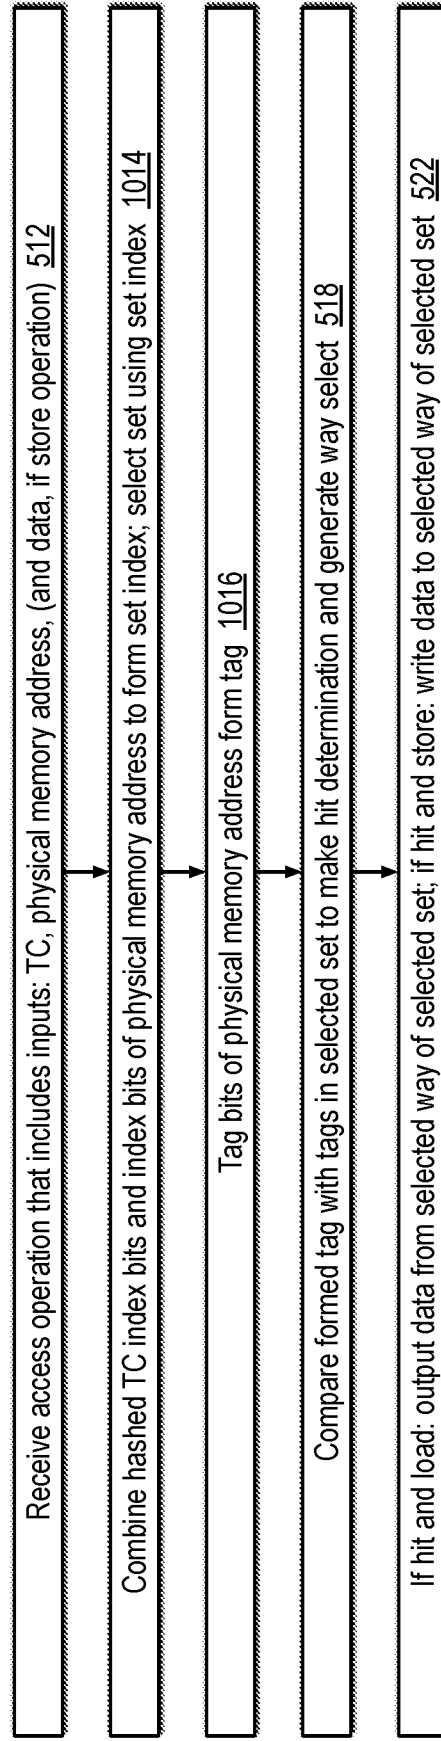 Receive access operation that includes inputs: TC, physical memory address, (and data, if store operation) 512
Combine hashed TC index bits and index bits of physical memory address to form set index; select set using set index 1014
Tag bits of physical memory address form tag 1016
Compare formed tag with tags in selected set to make hit determination and generate way select 518
If hit and load: output data from selected way of selected set; if hit and store: write data to selected way of selected set 522